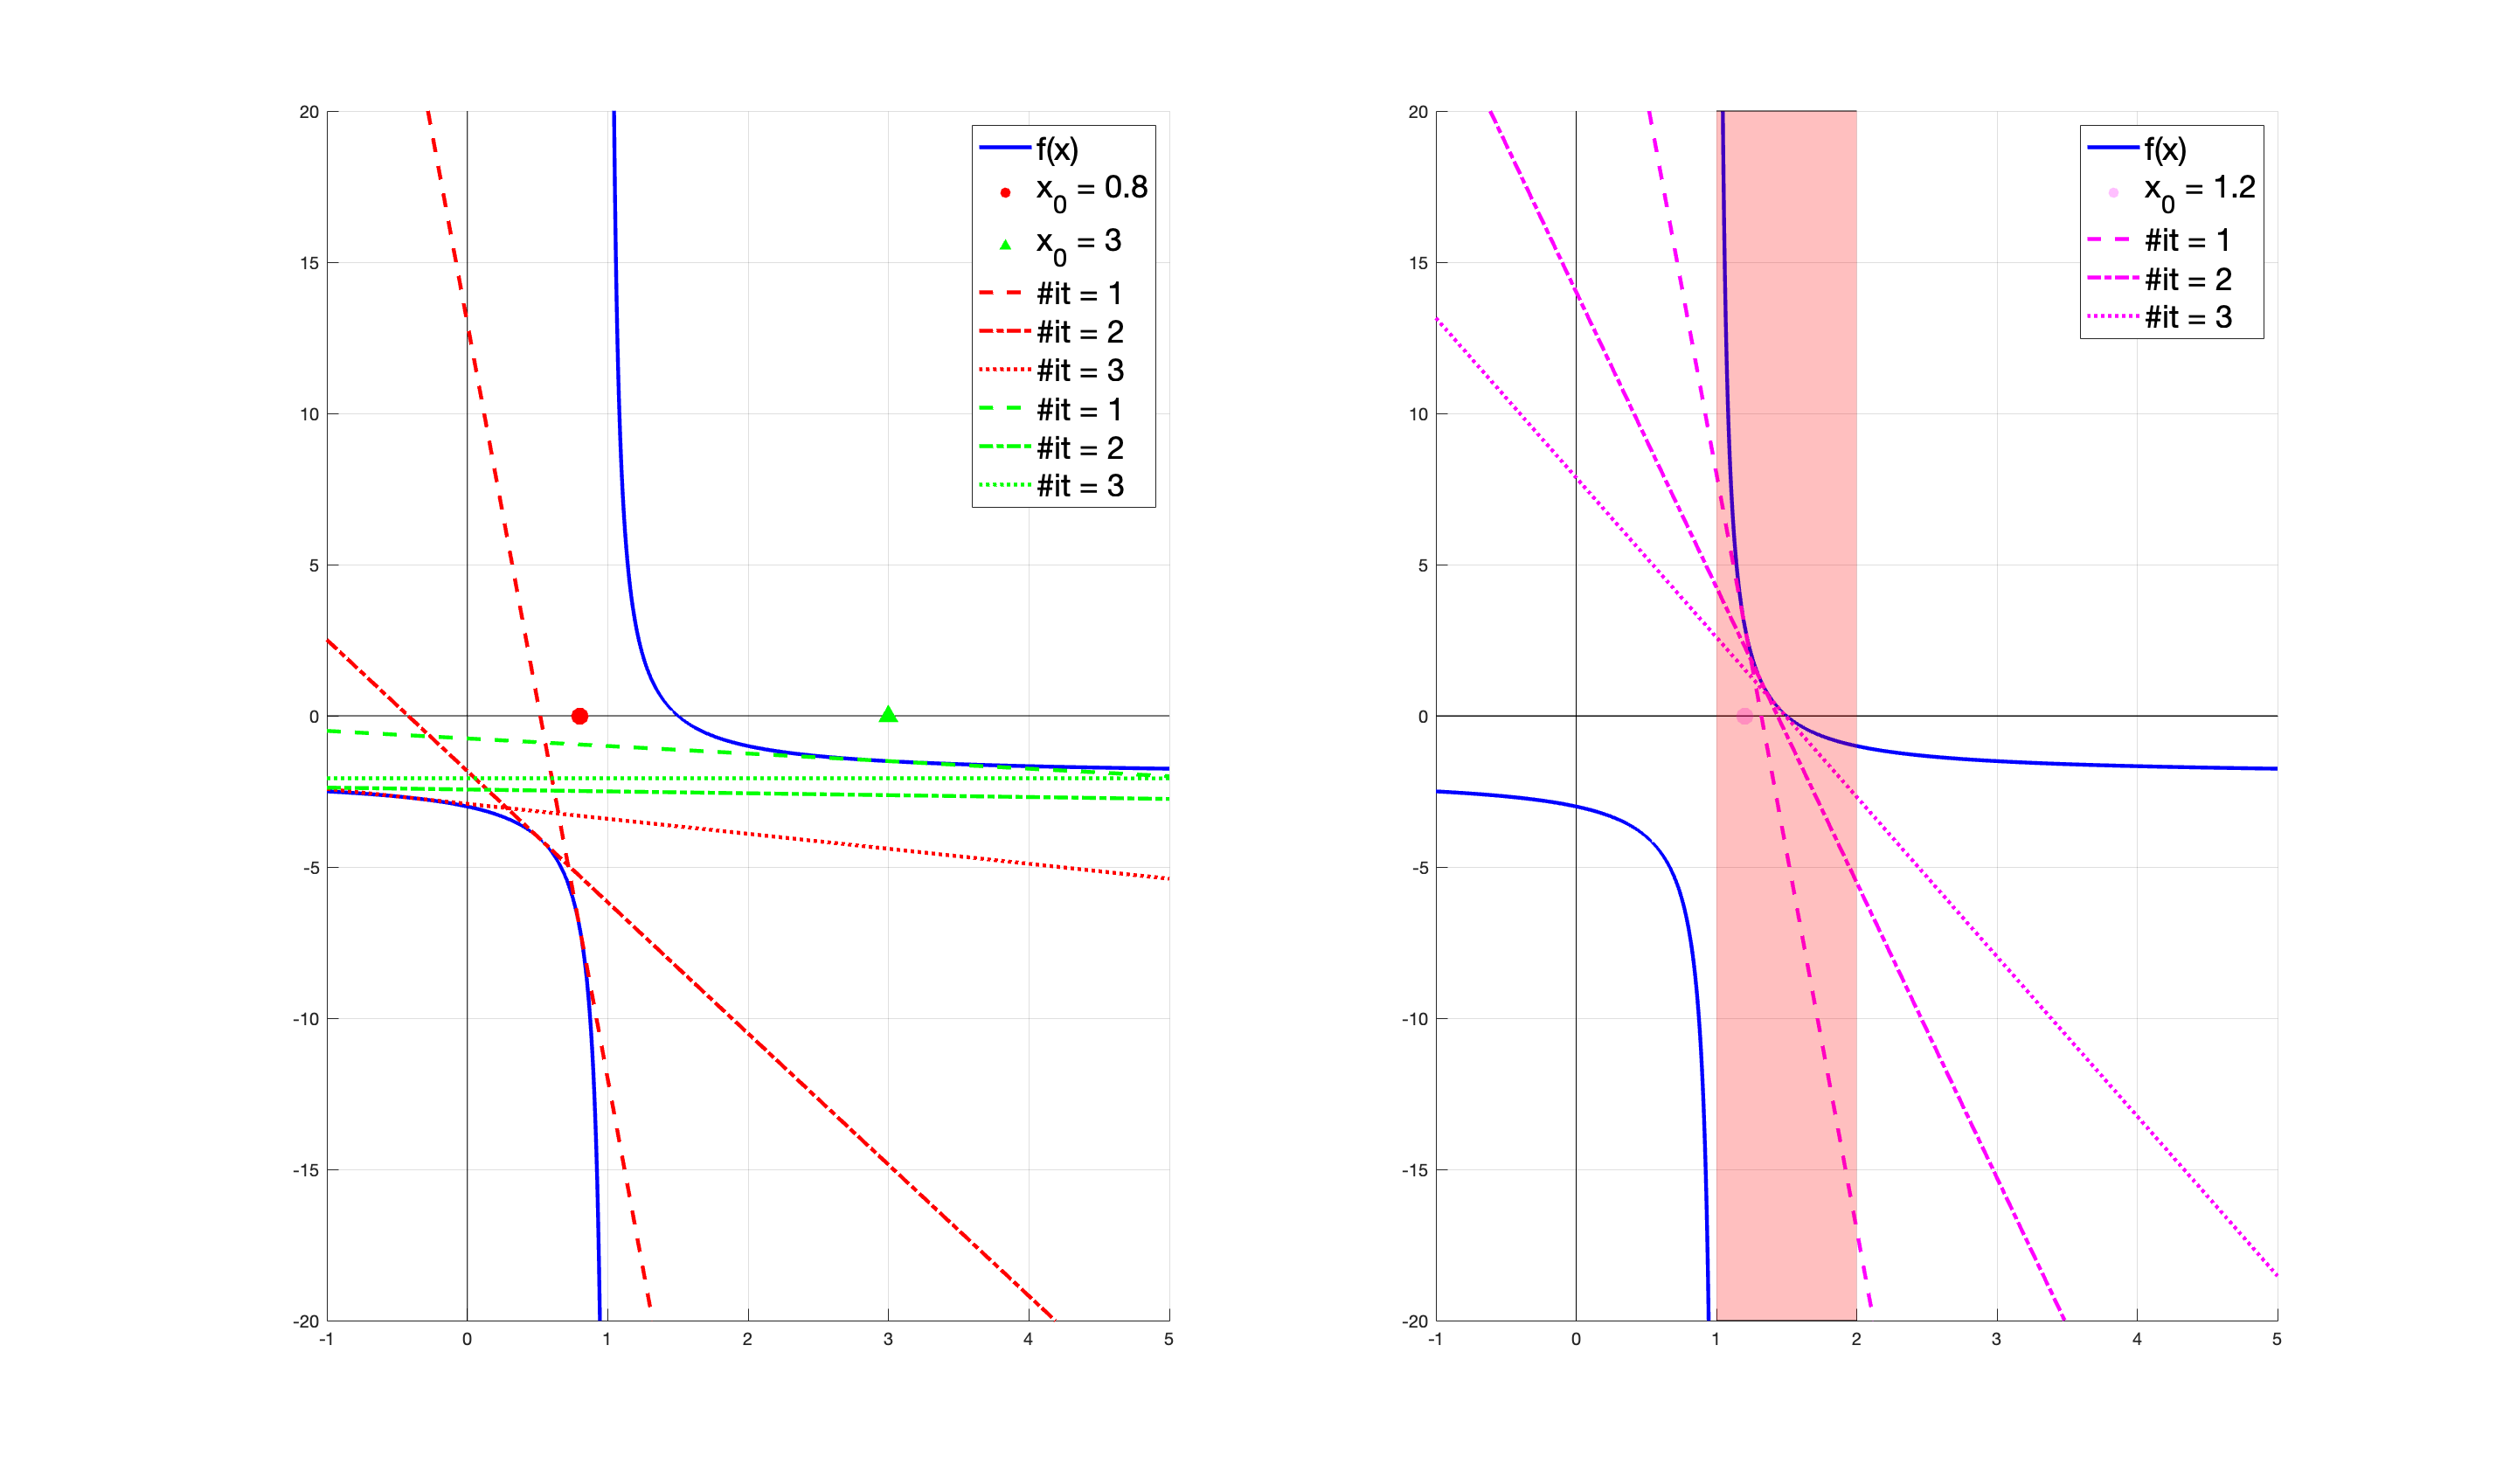 20
15
10
5
0
-5
-10
-15
-20
-1
0
1
2
3
4
5
f(x)
x₀ = 0.8
x₀ = 3
#it = 1
#it = 2
#it = 3
#it = 1
#it = 2
#it = 3
20
15
10
5
0
-5
-10
-15
-20
-1
0
1
2
3
4
5
f(x)
x₀ = 1.2
#it = 1
#it = 2
#it = 3